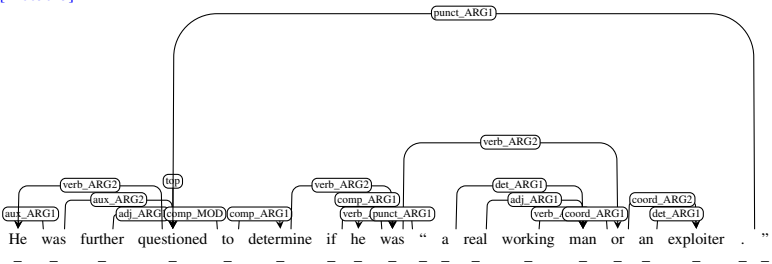 punct_ARG1
verb_ARG2
top
verb_ARG2 verb_ARG2 det_ARG1
aux_ARG2 comp_ARG1 adj_ARG1 coord_ARG2
aux_ARG1 comp_MOD comp_ARG1 punct_ARG1 coord_ARG1 det_ARG1
He was further questioned to determine if he was “ a real working man or an exploiter . ”